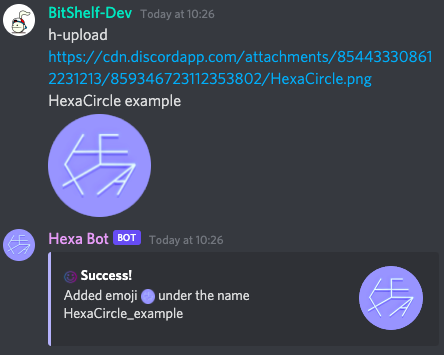 BitShelf-Dev Today at 10:26
h-upload
https://cdn.discordapp.com/attachments/85443330861
2231213/859346723112353802/HexaCircle.png
HexaCircle example
Hexa Bot BOT Today at 10:26
Success!
Added emoji under the name
HexaCircle_example